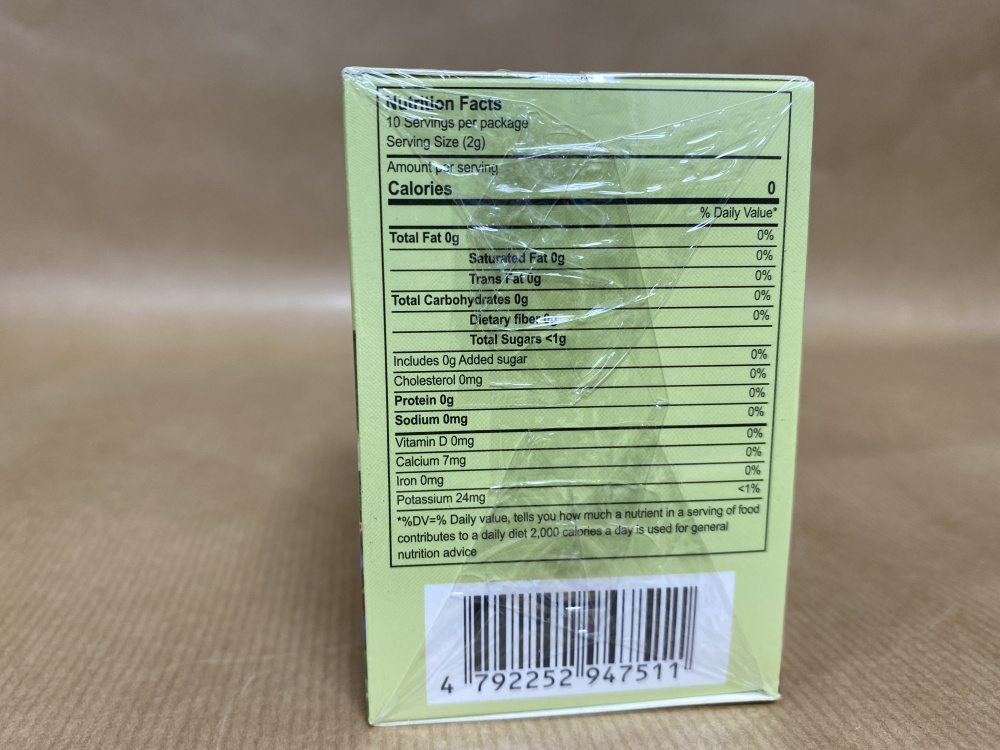 Nutrition Facts
10 Servings per package
Serving Size (2g)
Amount per serving
Calories 0
% Daily Value*
Total Fat 0g 0%
Saturated Fat 0g 0%
Trans Fat 0g 0%
Total Carbohydrates 0g 0%
Dietary fiber 0g 0%
Total Sugars <1g
Includes 0g Added sugar 0%
Cholesterol 0mg 0%
Protein 0g 0%
Sodium 0mg 0%
Vitamin D 0mg 0%
Calcium 7mg 0%
Iron 0mg 0%
Potassium 24mg <1%
*%DV=% Daily value, tells you how much a nutrient in a serving of food
contributes to a daily diet 2,000 calories a day is used for general
nutrition advice
4 792252 947511